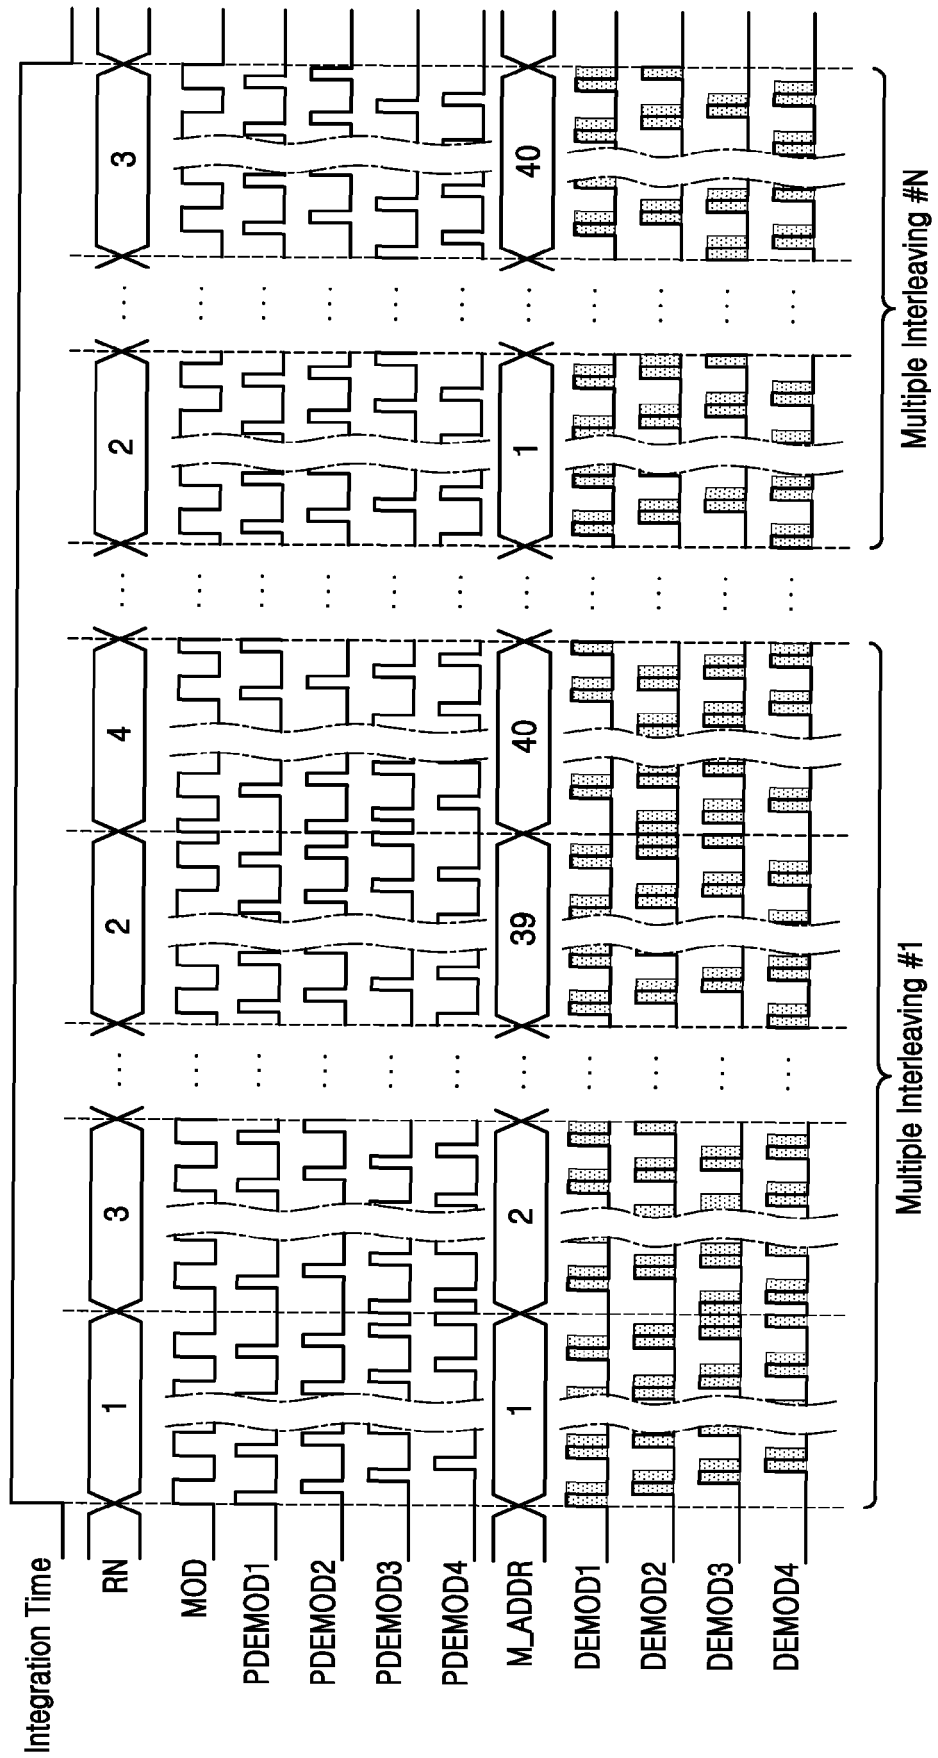 Integration Time
RN 1 3 ... 2 4 ... 2 ... 3
MOD ... ... ...
PDEMOD1 ... ... ...
PDEMOD2 ... ... ...
PDEMOD3 ... ... ...
PDEMOD4 ... ... ...
M_ADDR 1 2 ... 39 40 ... 1 ... 40
DEMOD1 ... ... ...
DEMOD2 ... ... ...
DEMOD3 ... ... ...
DEMOD4 ... ... ...
Multiple Interleaving #1 Multiple Interleaving #N